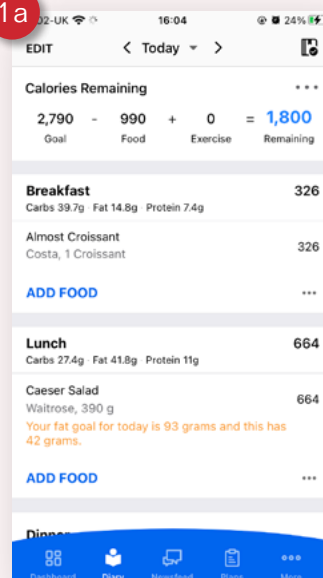 1a
O2-UK 16:04 24%
EDIT < Today >
Calories Remaining
2,790 - 990 + 0 = 1,800
Goal Food Exercise Remaining
Breakfast 326
Carbs 39.7g · Fat 14.8g · Protein 7.4g
Almost Croissant
Costa, 1 Croissant 326
ADD FOOD
Lunch 664
Carbs 27.4g · Fat 41.8g · Protein 11g
Caeser Salad
Waitrose, 390 g 664
Your fat goal for today is 93 grams and this has
42 grams.
ADD FOOD
Dinner
Dashboard Diary Newsfeed Plans More